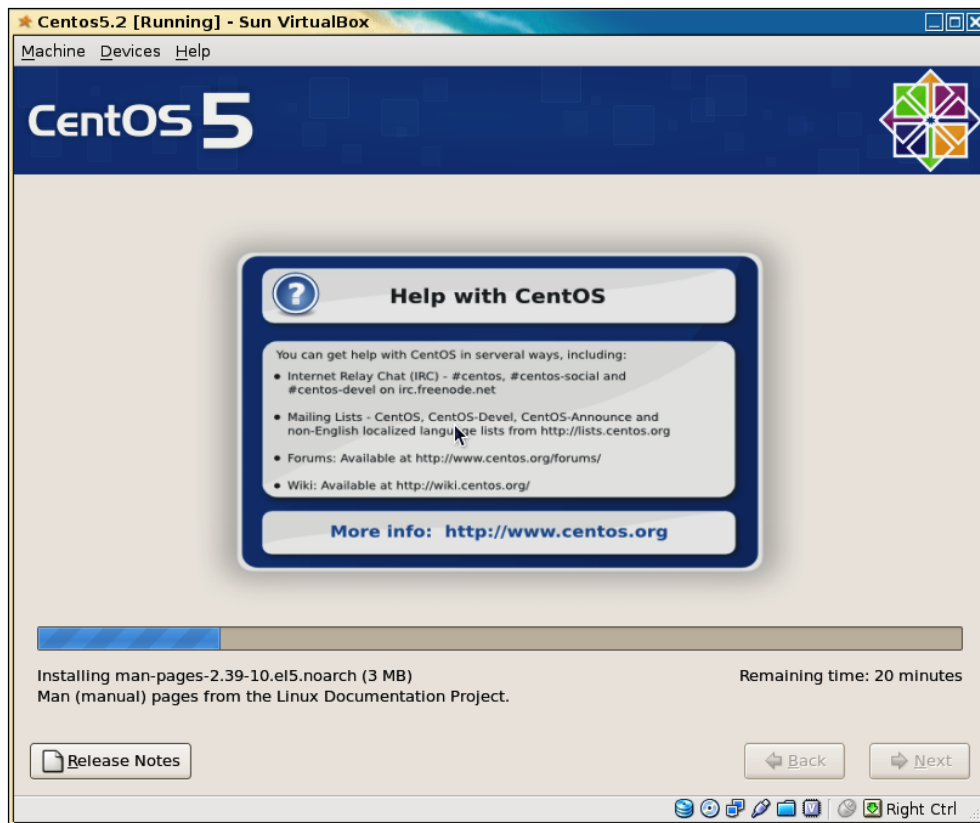 Centos5.2 [Running] - Sun VirtualBox
Machine Devices Help
CentOS 5
Help with CentOS
You can get help with CentOS in serveral ways, including:
• Internet Relay Chat (IRC) - #centos, #centos-social and
#centos-devel on irc.freenode.net
• Mailing Lists - CentOS, CentOS-Devel, CentOS-Announce and
non-English localized language lists from http://lists.centos.org
• Forums: Available at http://www.centos.org/forums/
• Wiki: Available at http://wiki.centos.org/
More info: http://www.centos.org
Installing man-pages-2.39-10.el5.noarch (3 MB)
Remaining time: 20 minutes
Man (manual) pages from the Linux Documentation Project.
Release Notes
Back
Next
Right Ctrl